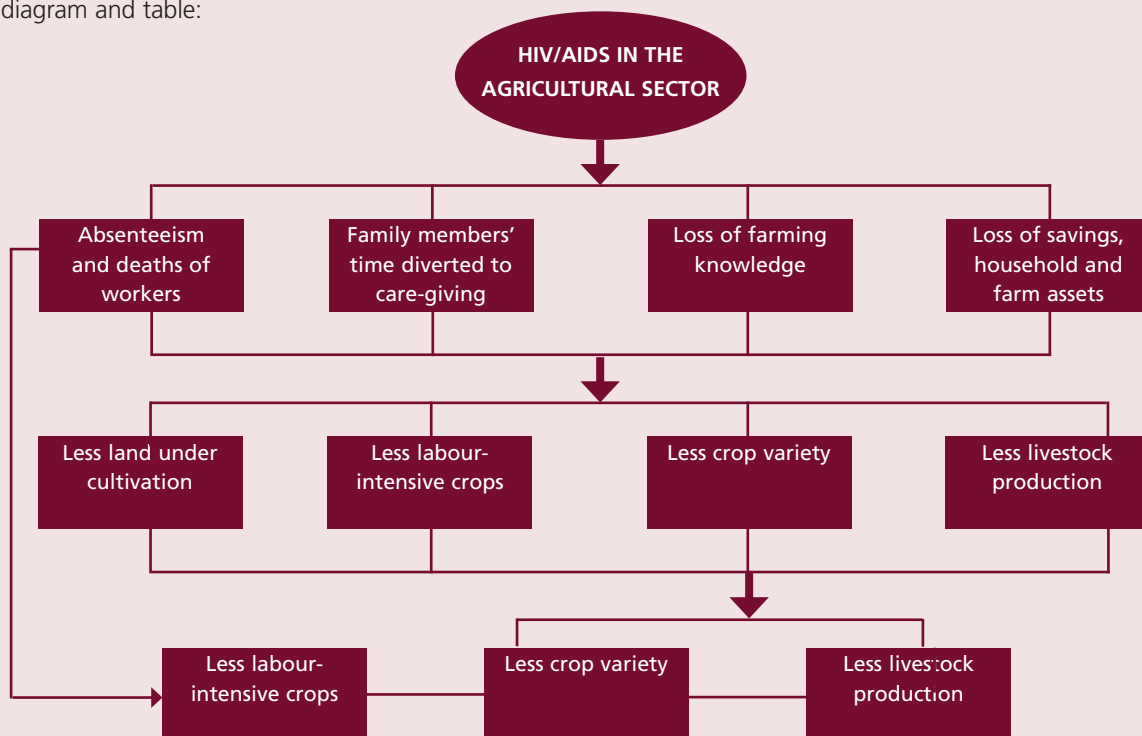 diagram and table:
HIV/AIDS IN THE
AGRICULTURAL SECTOR
Absenteeism
and deaths of
workers
Family members’
time diverted to
care-giving
Loss of farming
knowledge
Loss of savings,
household and
farm assets
Less land under
cultivation
Less labour-
intensive crops
Less crop variety
Less livestock
production
Less labour-
intensive crops
Less crop variety
Less livestock
production